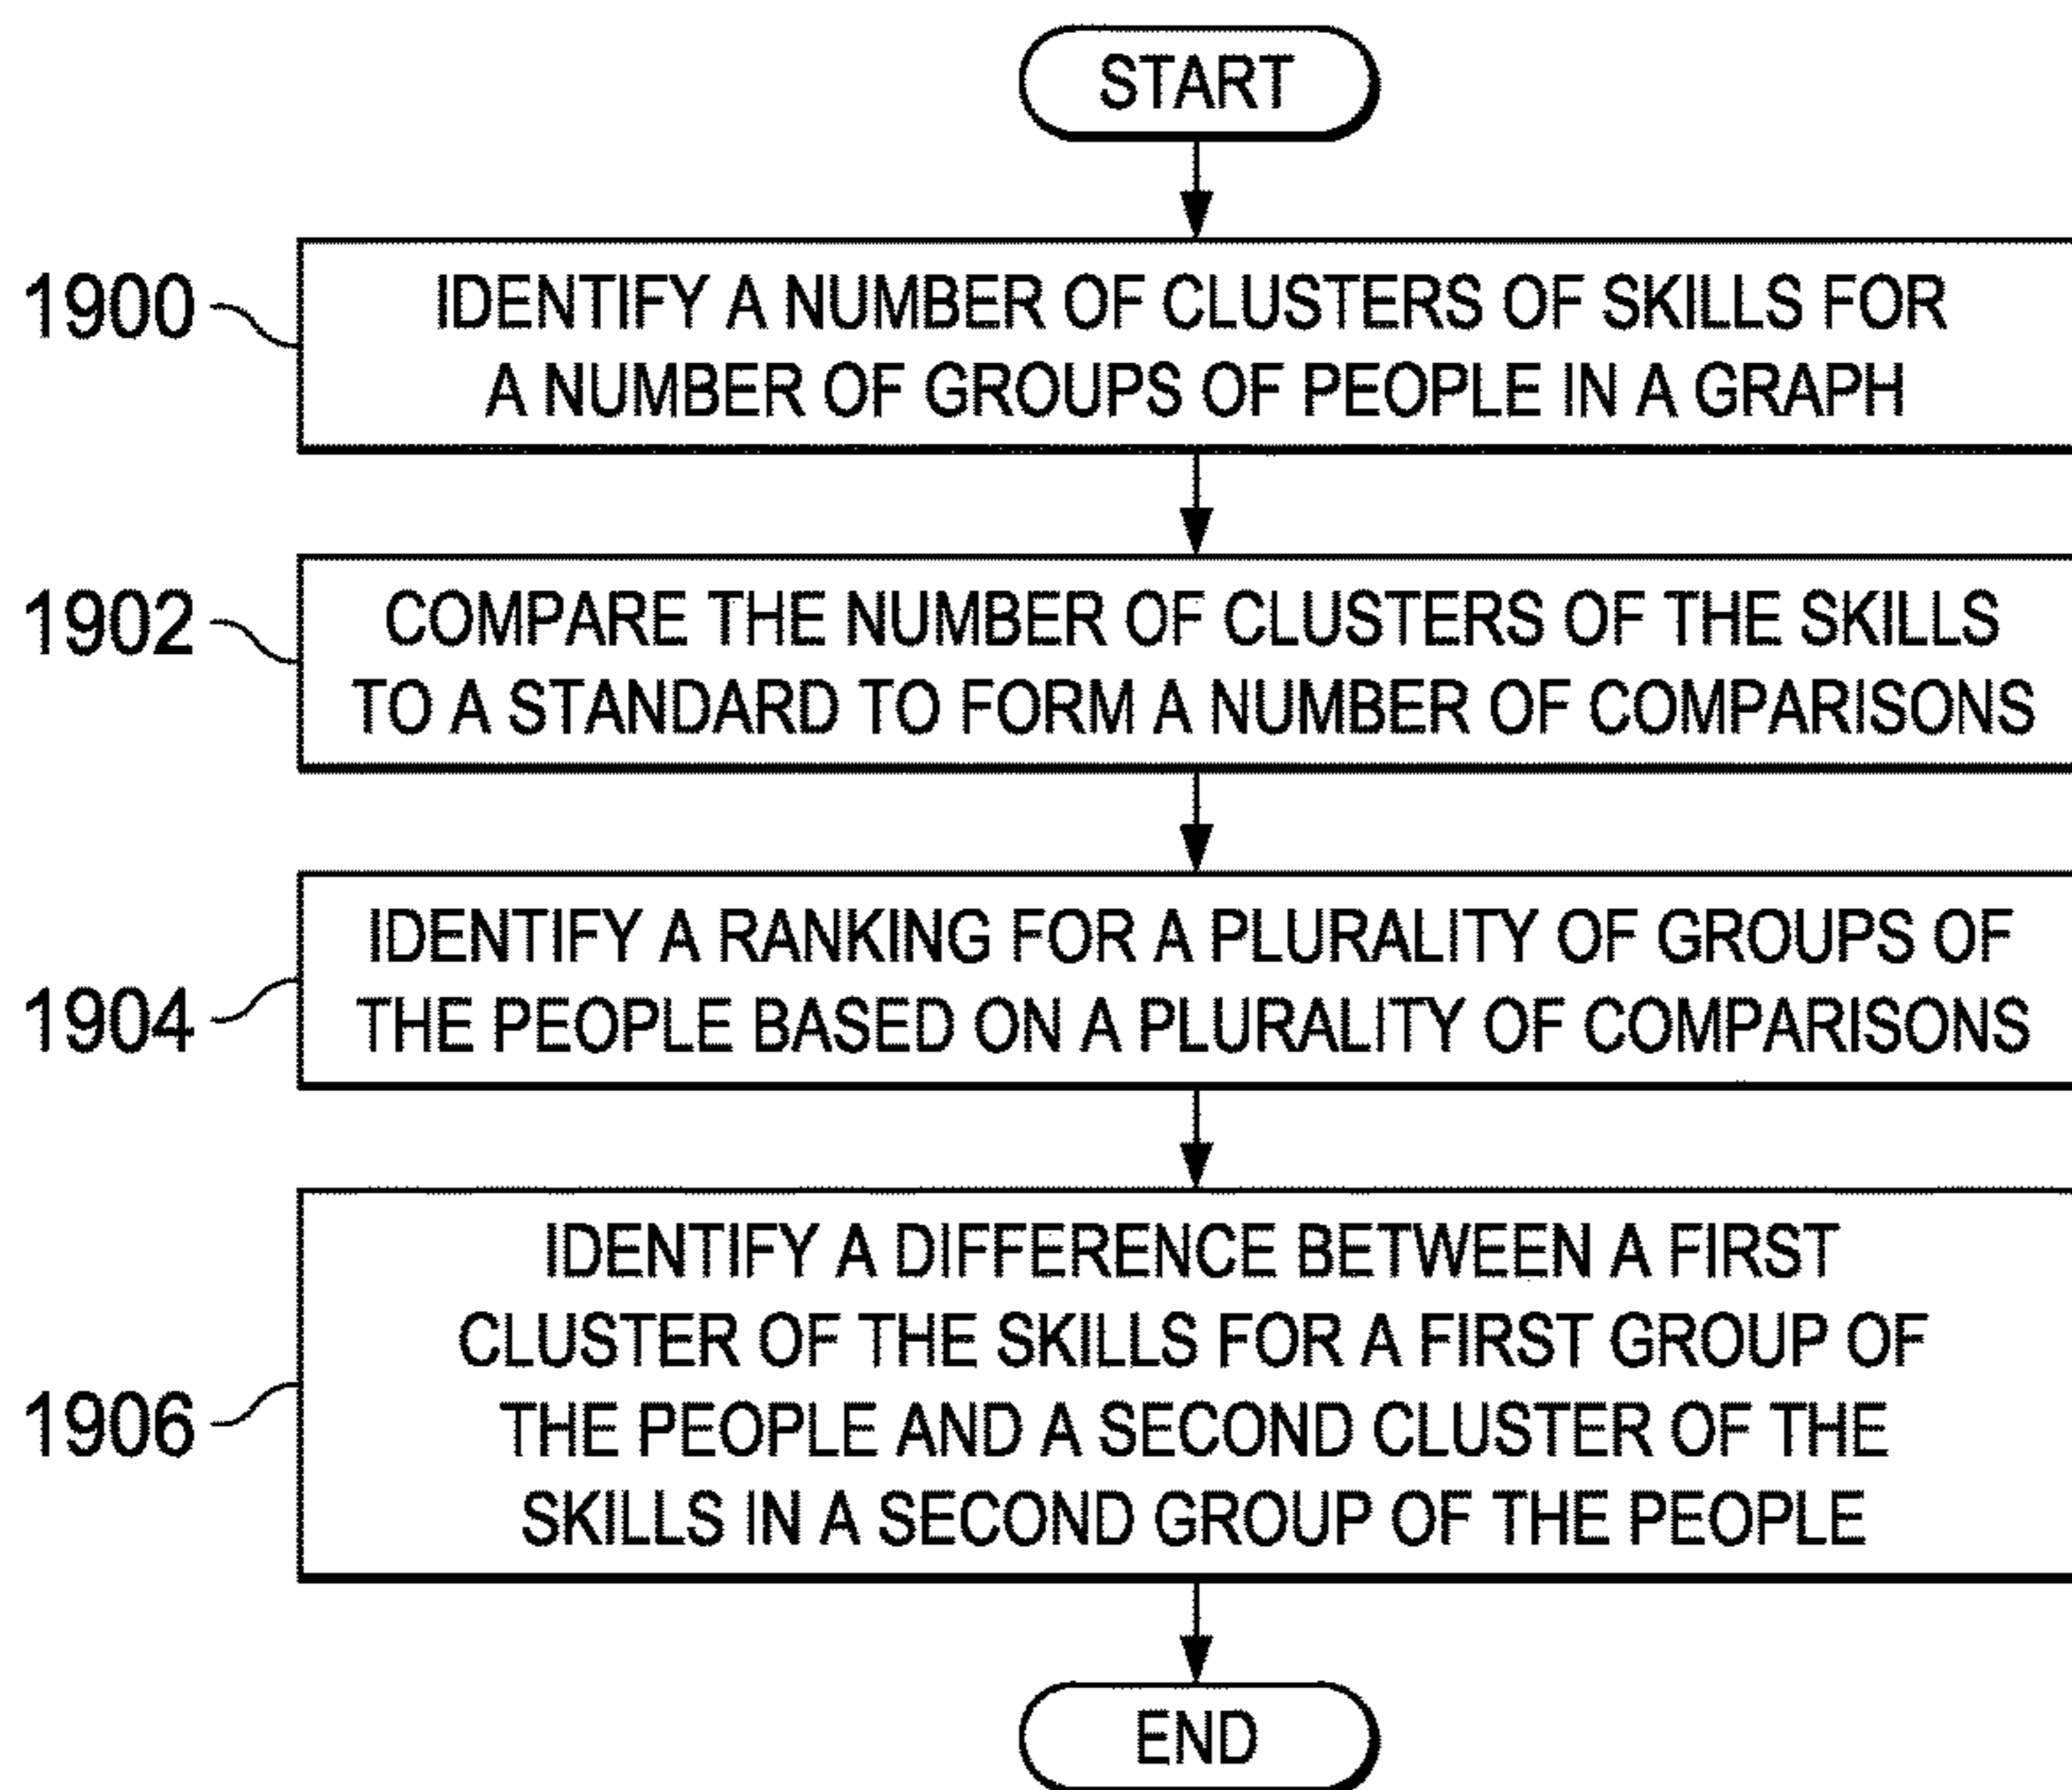 START
1900
IDENTIFY A NUMBER OF CLUSTERS OF SKILLS FOR
A NUMBER OF GROUPS OF PEOPLE IN A GRAPH
1902
COMPARE THE NUMBER OF CLUSTERS OF THE SKILLS
TO A STANDARD TO FORM A NUMBER OF COMPARISONS
1904
IDENTIFY A RANKING FOR A PLURALITY OF GROUPS OF
THE PEOPLE BASED ON A PLURALITY OF COMPARISONS
1906
IDENTIFY A DIFFERENCE BETWEEN A FIRST
CLUSTER OF THE SKILLS FOR A FIRST GROUP OF
THE PEOPLE AND A SECOND CLUSTER OF THE
SKILLS IN A SECOND GROUP OF THE PEOPLE
END